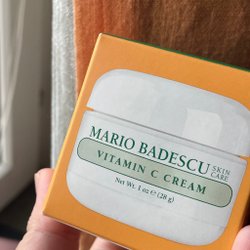 MARIO BADESCU
SKIN
CARE
VITAMIN C CREAM
Net Wt. 1 oz ℮ (28 g)